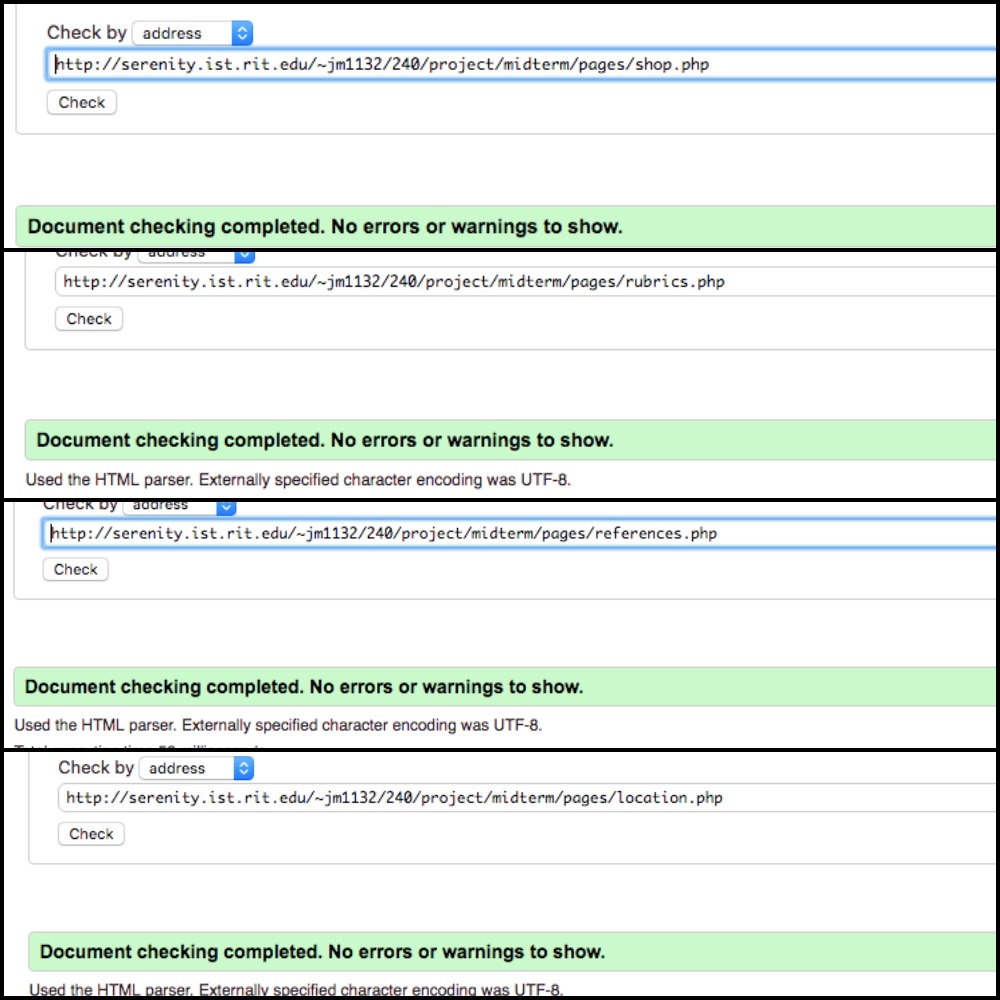 Check by address
http://serenity.ist.rit.edu/~jm1132/240/project/midterm/pages/shop.php
Check
Document checking completed. No errors or warnings to show.
Check by address
http://serenity.ist.rit.edu/~jm1132/240/project/midterm/pages/rubrics.php
Check
Document checking completed. No errors or warnings to show.
Used the HTML parser. Externally specified character encoding was UTF-8.
Check by address
http://serenity.ist.rit.edu/~jm1132/240/project/midterm/pages/references.php
Check
Document checking completed. No errors or warnings to show.
Used the HTML parser. Externally specified character encoding was UTF-8.
Check by address
http://serenity.ist.rit.edu/~jm1132/240/project/midterm/pages/location.php
Check
Document checking completed. No errors or warnings to show.
Used the HTML parser. Externally specified character encoding was UTF-8.